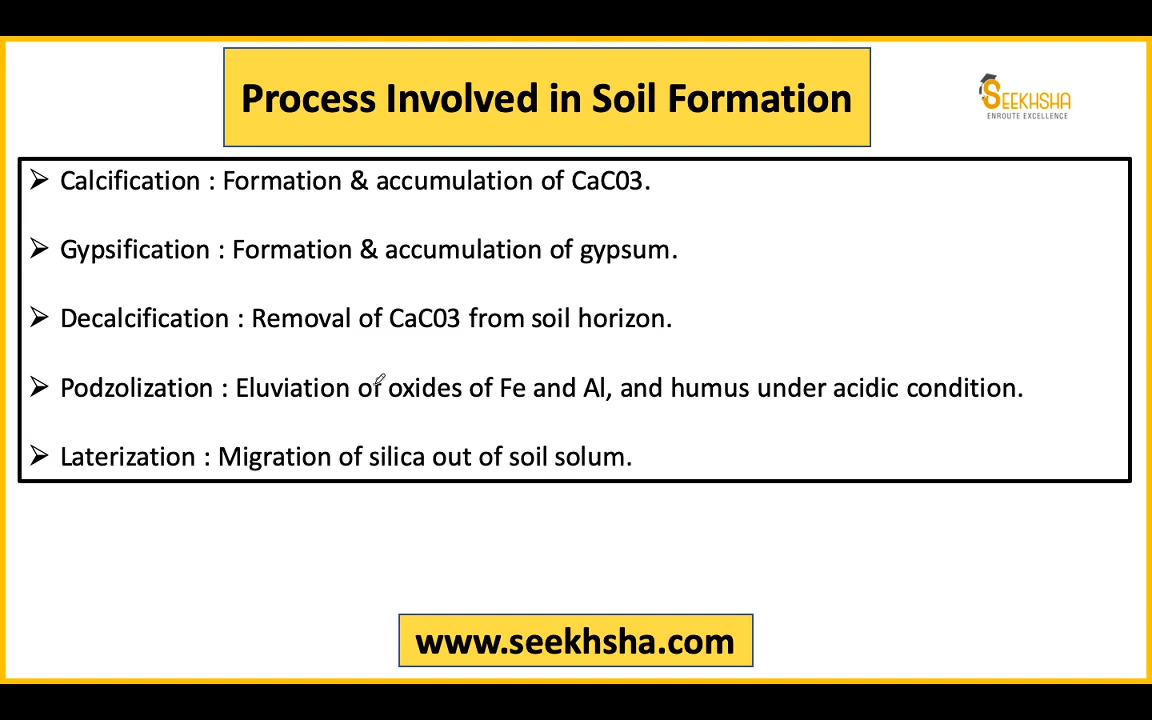 Process Involved in Soil Formation
SEEKHSHA
ENROUTE EXCELLENCE
➢ Calcification : Formation & accumulation of CaC03.
➢ Gypsification : Formation & accumulation of gypsum.
➢ Decalcification : Removal of CaC03 from soil horizon.
➢ Podzolization : Eluviation of oxides of Fe and Al, and humus under acidic condition.
➢ Laterization : Migration of silica out of soil solum.
www.seekhsha.com